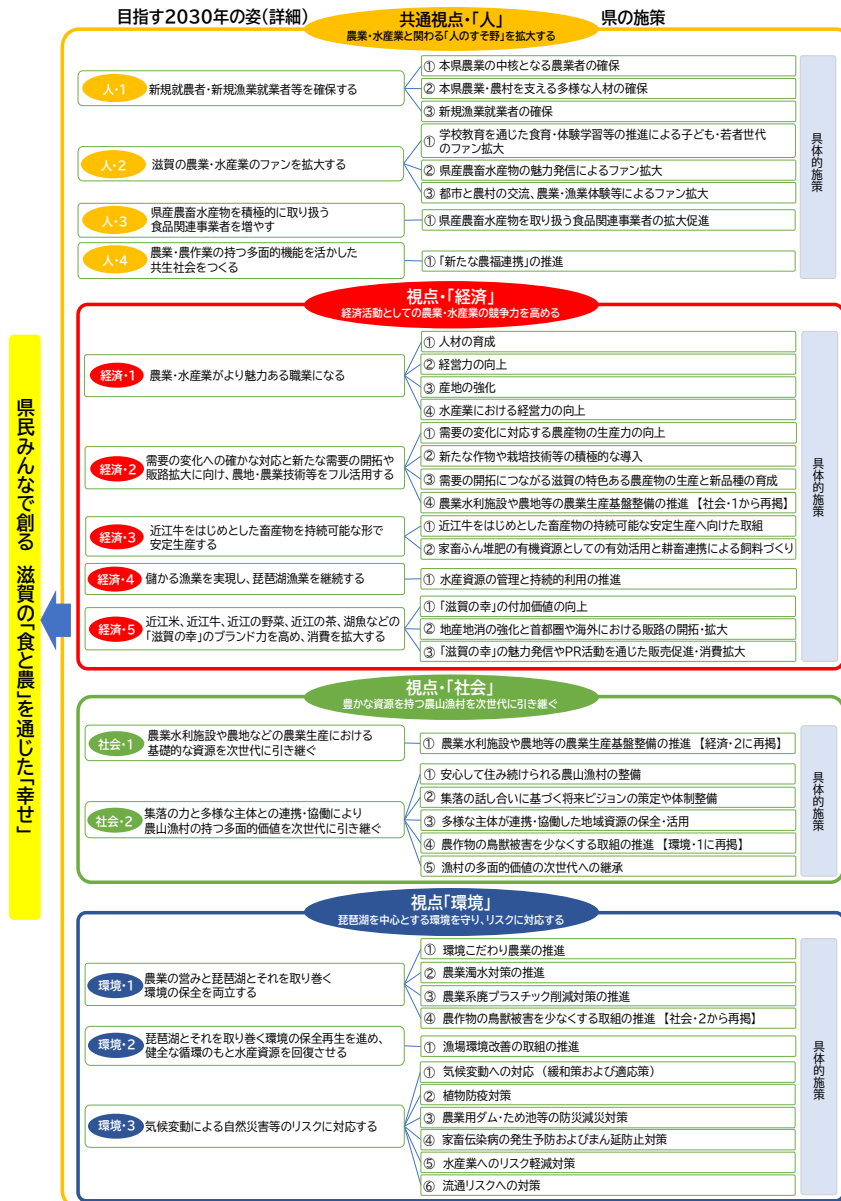 目指す2030年の姿(詳細)
共通視点・「人」
農業・水産業と関わる「人のすそ野」を拡大する
県の施策
人・1
新規就農者・新規漁業就業者等を確保する
① 本県農業の中核となる農業者の確保
② 本県農業・農村を支える多様な人材の確保
③ 新規漁業就業者の確保
人・2
滋賀の農業・水産業のファンを拡大する
① 学校教育を通じた食育・体験学習等の推進による子ども・若者世代
のファン拡大
② 県産農畜水産物の魅力発信によるファン拡大
③ 都市と農村の交流、農業・漁業体験等によるファン拡大
人・3
県産農畜水産物を積極的に取り扱う
食品関連事業者を増やす
① 県産農畜水産物を取り扱う食品関連事業者の拡大促進
人・4
農業・農作業の持つ多面的機能を活かした
共生社会をつくる
① 「新たな農福連携」の推進
具体的施策
視点・「経済」
経済活動としての農業・水産業の競争力を高める
経済・1
農業・水産業がより魅力ある職業になる
① 人材の育成
② 経営力の向上
③ 産地の強化
④ 水産業における経営力の向上
経済・2
需要の変化への確かな対応と新たな需要の開拓や
販路拡大に向け、農地・農業技術等をフル活用する
① 需要の変化に対応する農産物の生産力の向上
② 新たな作物や栽培技術等の積極的な導入
③ 需要の開拓につながる滋賀の特色ある農産物の生産と新品種の育成
④ 農業水利施設や農地等の農業生産基盤整備の推進 【社会・1から再掲】
経済・3
近江牛をはじめとした畜産物を持続可能な形で
安定生産する
① 近江牛をはじめとした畜産物の持続可能な安定生産へ向けた取組
② 家畜ふん堆肥の有機資源としての有効活用と耕畜連携による飼料づくり
経済・4
儲かる漁業を実現し、琵琶湖漁業を継続する
① 水産資源の管理と持続的利用の推進
経済・5
近江米、近江牛、近江の野菜、近江の茶、湖魚などの
「滋賀の幸」のブランド力を高め、消費を拡大する
① 「滋賀の幸」の付加価値の向上
② 地産地消の強化と首都圏や海外における販路の開拓・拡大
③ 「滋賀の幸」の魅力発信やPR活動を通じた販売促進・消費拡大
具体的施策
県民みんなで創る 滋賀の「食と農」を通じた「幸せ」
視点・「社会」
豊かな資源を持つ農山漁村を次世代に引き継ぐ
社会・1
農業水利施設や農地などの農業生産における
基礎的な資源を次世代に引き継ぐ
① 農業水利施設や農地等の農業生産基盤整備の推進 【経済・2に再掲】
社会・2
集落の力と多様な主体との連携・協働により
農山漁村の持つ多面的価値を次世代に引き継ぐ
① 安心して住み続けられる農山漁村の整備
② 集落の話し合いに基づく将来ビジョンの策定や体制整備
③ 多様な主体が連携・協働した地域資源の保全・活用
④ 農作物の鳥獣被害を少なくする取組の推進 【環境・1に再掲】
⑤ 漁村の多面的価値の次世代への継承
具体的施策
視点「環境」
琵琶湖を中心とする環境を守り、リスクに対応する
環境・1
農業の営みと琵琶湖とそれを取り巻く
環境の保全を両立する
① 環境こだわり農業の推進
② 農業濁水対策の推進
③ 農業系廃プラスチック削減対策の推進
④ 農作物の鳥獣被害を少なくする取組の推進 【社会・2から再掲】
環境・2
琵琶湖とそれを取り巻く環境の保全再生を進め、
健全な循環のもと水産資源を回復させる
① 漁場環境改善の取組の推進
環境・3
気候変動による自然災害等のリスクに対応する
① 気候変動への対応 (緩和策および適応策)
② 植物防疫対策
③ 農業用ダム・ため池等の防災減災対策
④ 家畜伝染病の発生予防およびまん延防止対策
⑤ 水産業へのリスク軽減対策
⑥ 流通リスクへの対策
具体的施策